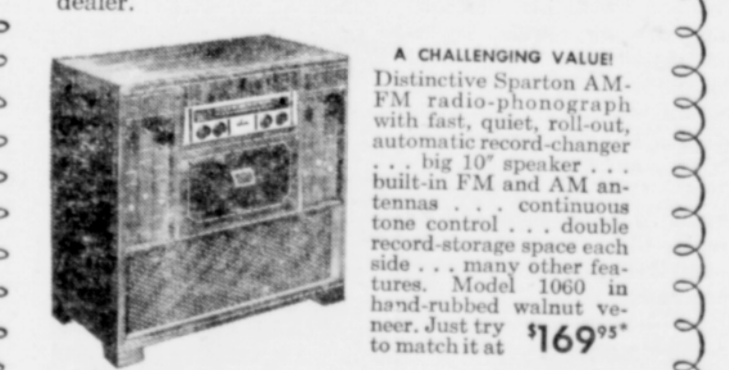 dealer.
A CHALLENGING VALUE!
Distinctive Sparton AM-
FM radio-phonograph
with fast, quiet, roll-out,
automatic record-changer
. . . big 10" speaker . . .
built-in FM and AM an-
tennas . . . continuous
tone control . . . double
record-storage space each
side . . . many other fea-
tures. Model 1060 in
hand-rubbed walnut ve-
neer. Just try
to match it at $169⁹⁵*